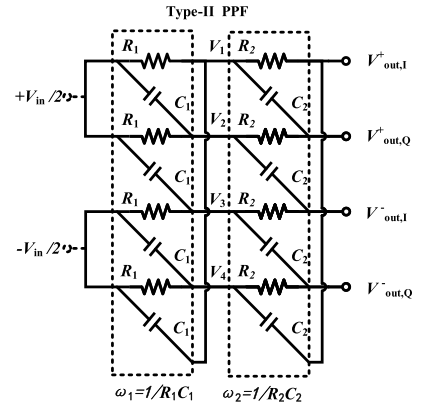 Type-II PPF
R1 V1 R2 V+out,I
+Vin /2 C1 C2
R1 V2 R2 V+out,Q
C1 C2
R1 V3 R2 V-out,I
-Vin /2 C1 C2
R1 V4 R2 V-out,Q
C1 C2
ω1=1/R1C1 ω2=1/R2C2